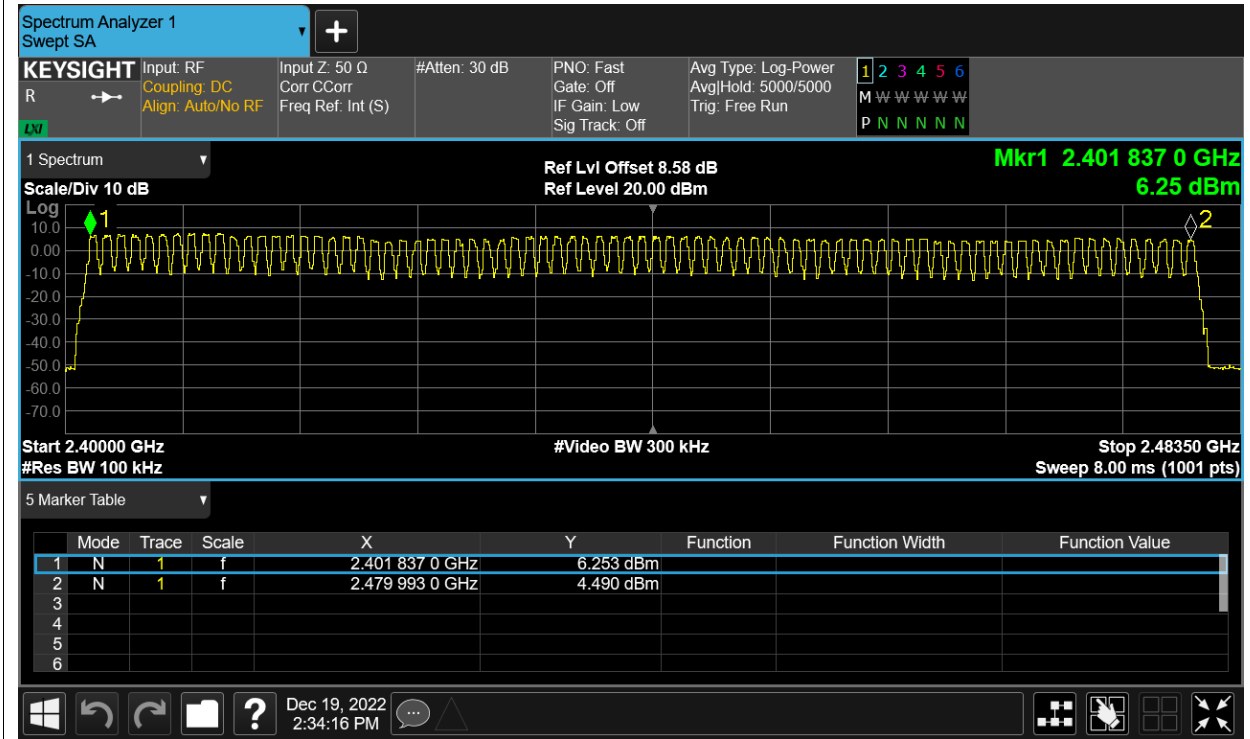 Spectrum Analyzer 1
Swept SA
+
KEYSIGHT
R
LXI
Input: RF
Coupling: DC
Align: Auto/No RF
Input Z: 50 Ω
Corr CCorr
Freq Ref: Int (S)
#Atten: 30 dB
PNO: Fast
Gate: Off
IF Gain: Low
Sig Track: Off
Avg Type: Log-Power
Avg|Hold: 5000/5000
Trig: Free Run
1 2 3 4 5 6
M W W W W W
P N N N N N N
1 Spectrum
Scale/Div 10 dB
Ref Lvl Offset 8.58 dB
Ref Level 20.00 dBm
Mkr1 2.401 837 0 GHz
6.25 dBm
Log
1
2
10.0
0.00
-10.0
-20.0
-30.0
-40.0
-50.0
-60.0
-70.0
Start 2.40000 GHz
#Video BW 300 kHz
Stop 2.48350 GHz
#Res BW 100 kHz
Sweep 8.00 ms (1001 pts)
5 Marker Table
Mode Trace Scale X Y Function Function Width Function Value
1 N 1 f 2.401 837 0 GHz 6.253 dBm
2 N 1 f 2.479 993 0 GHz 4.490 dBm
3
4
5
6
?
Dec 19, 2022
2:34:16 PM